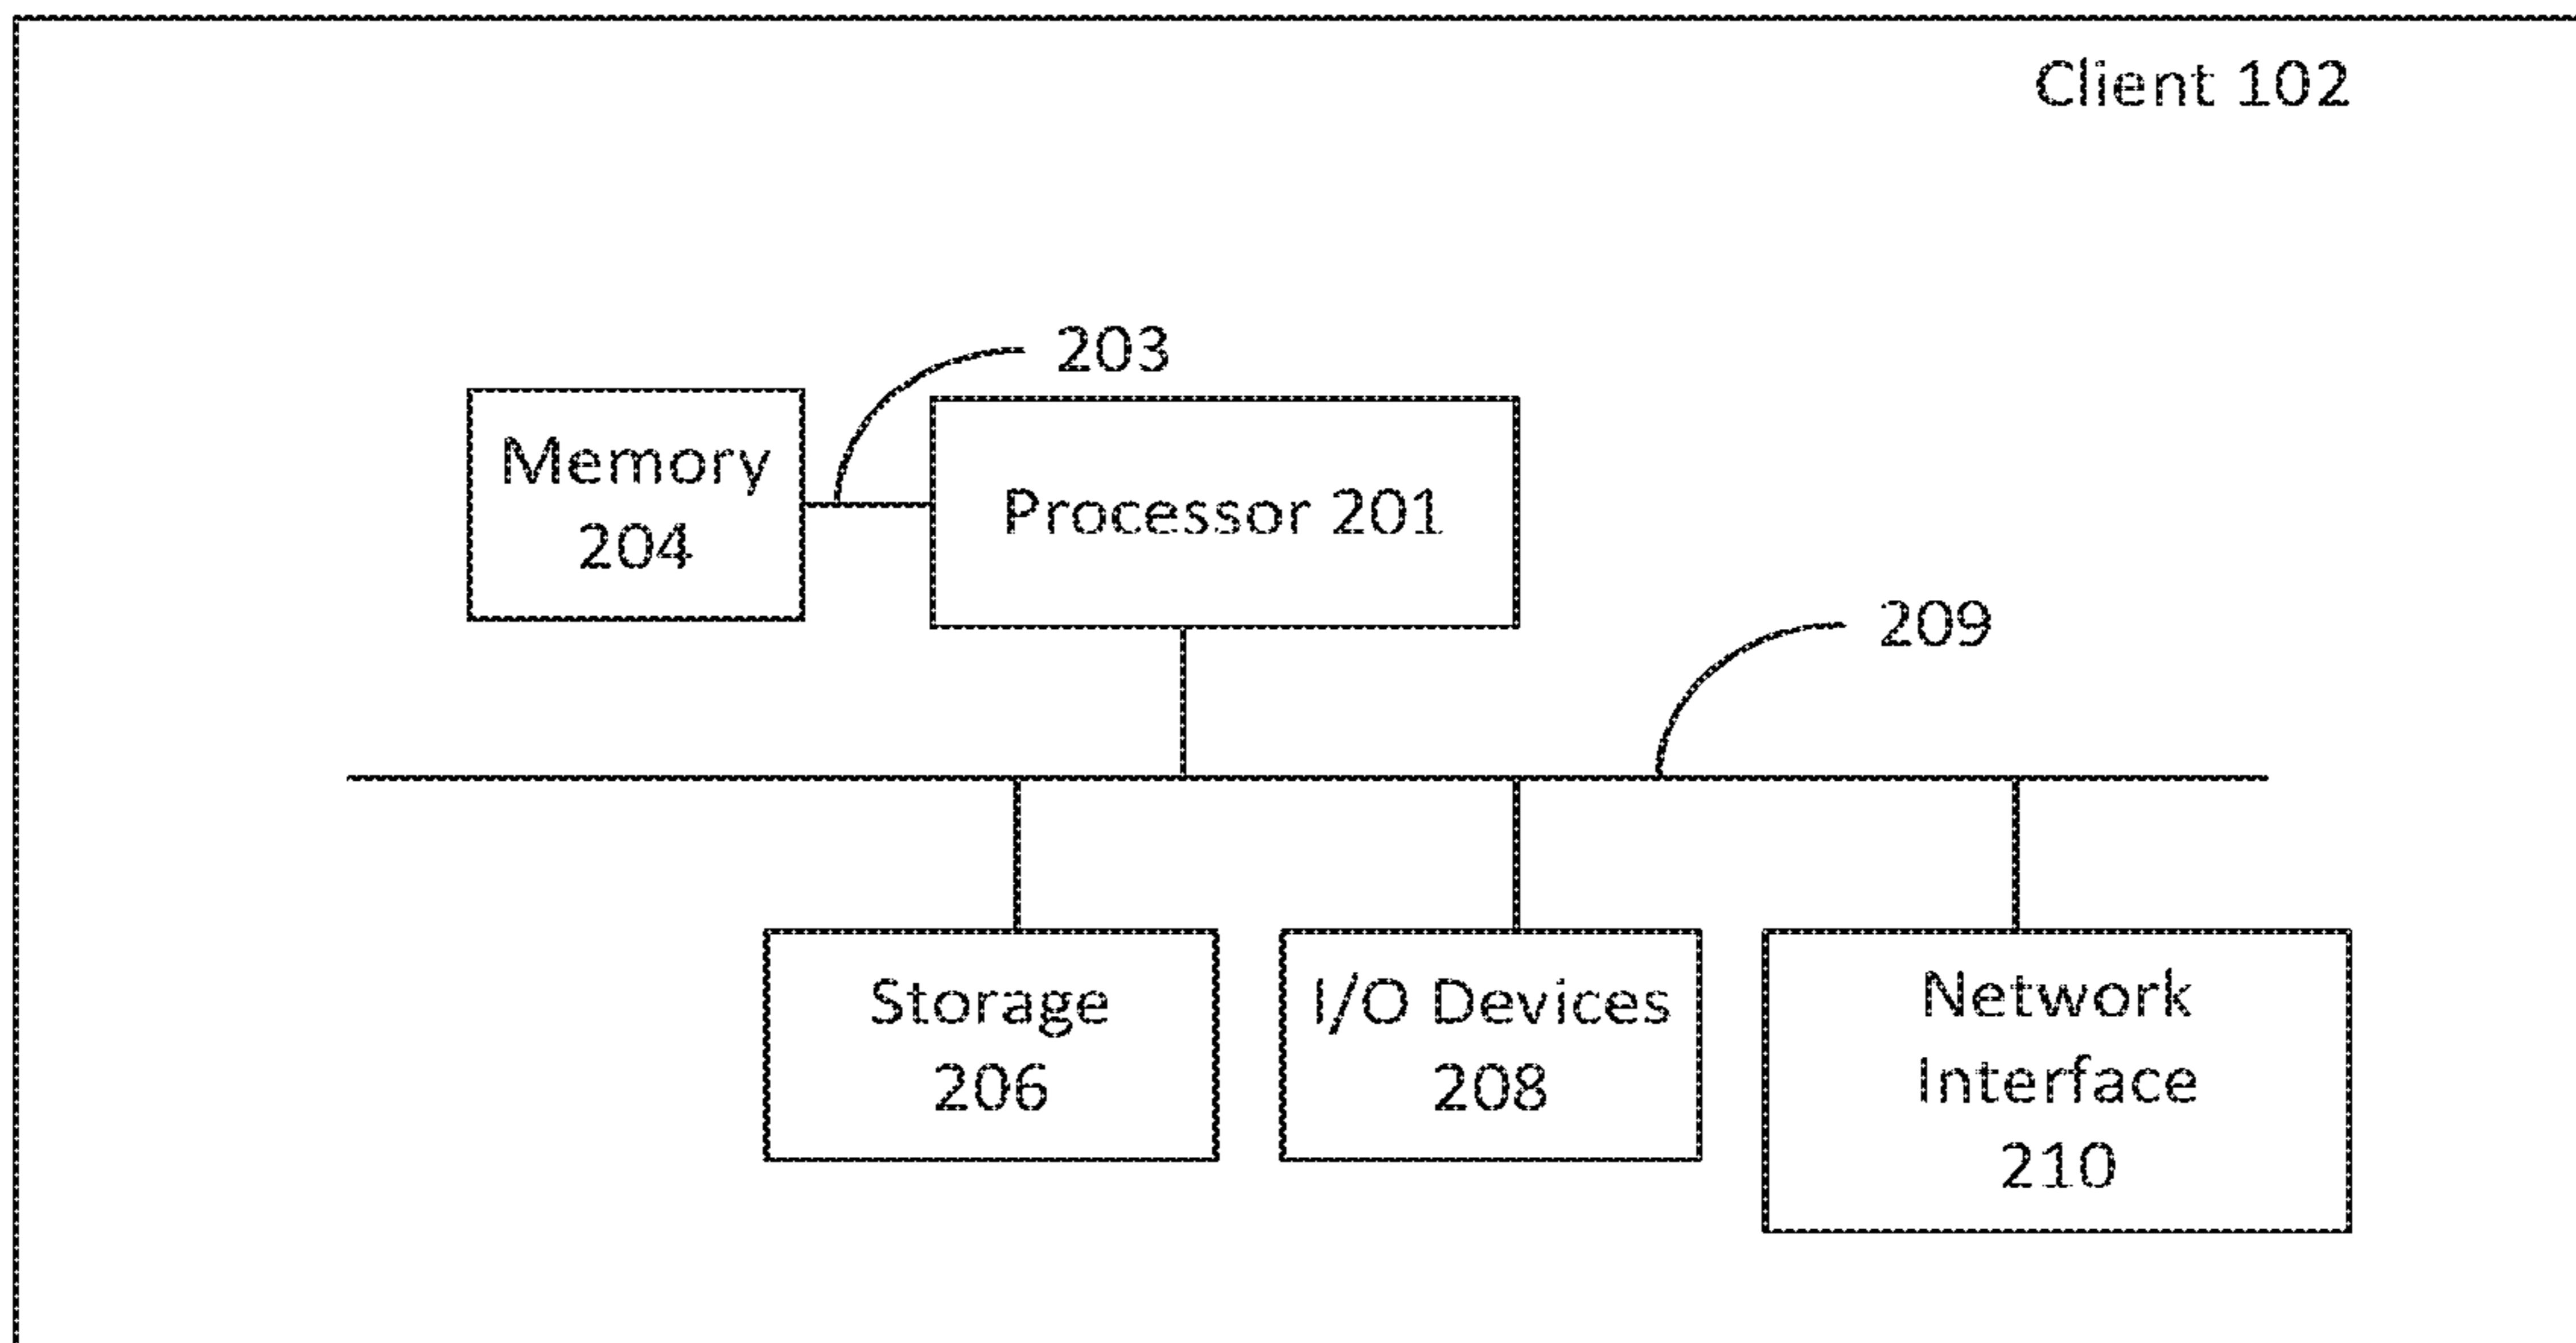 Client 102
203
Memory
204
Processor 201
209
Storage
206
I/O Devices
208
Network
Interface
210